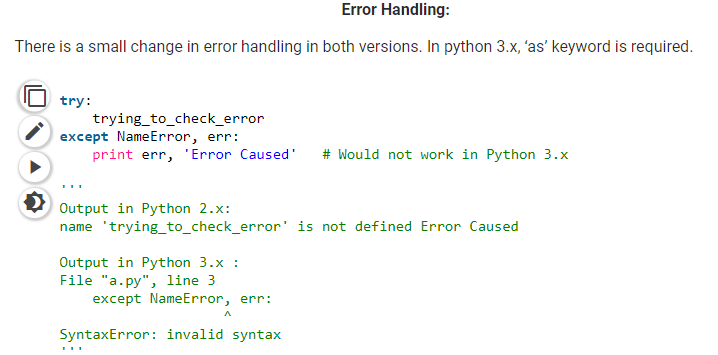 Error Handling:
There is a small change in error handling in both versions. In python 3.x, ‘as’ keyword is required.
try:
    trying_to_check_error
except NameError, err:
    print err, 'Error Caused'   # Would not work in Python 3.x
'''
Output in Python 2.x:
name 'trying_to_check_error' is not defined Error Caused
Output in Python 3.x :
File "a.py", line 3
    except NameError, err:
                    ^
SyntaxError: invalid syntax
'''